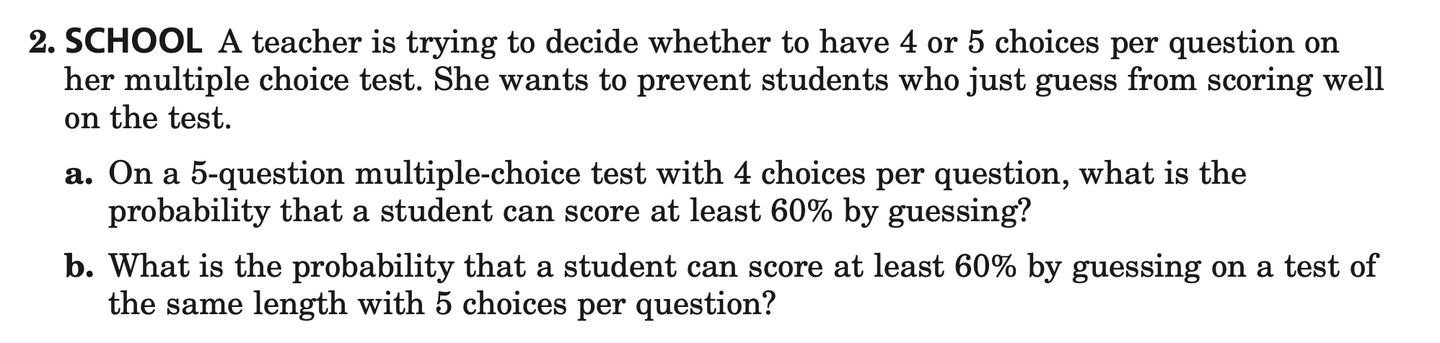 2. SCHOOL A teacher is trying to decide whether to have 4 or 5 choices per question on
her multiple choice test. She wants to prevent students who just guess from scoring well
on the test.
a. On a 5-question multiple-choice test with 4 choices per question, what is the
probability that a student can score at least 60% by guessing?
b. What is the probability that a student can score at least 60% by guessing on a test of
the same length with 5 choices per question?